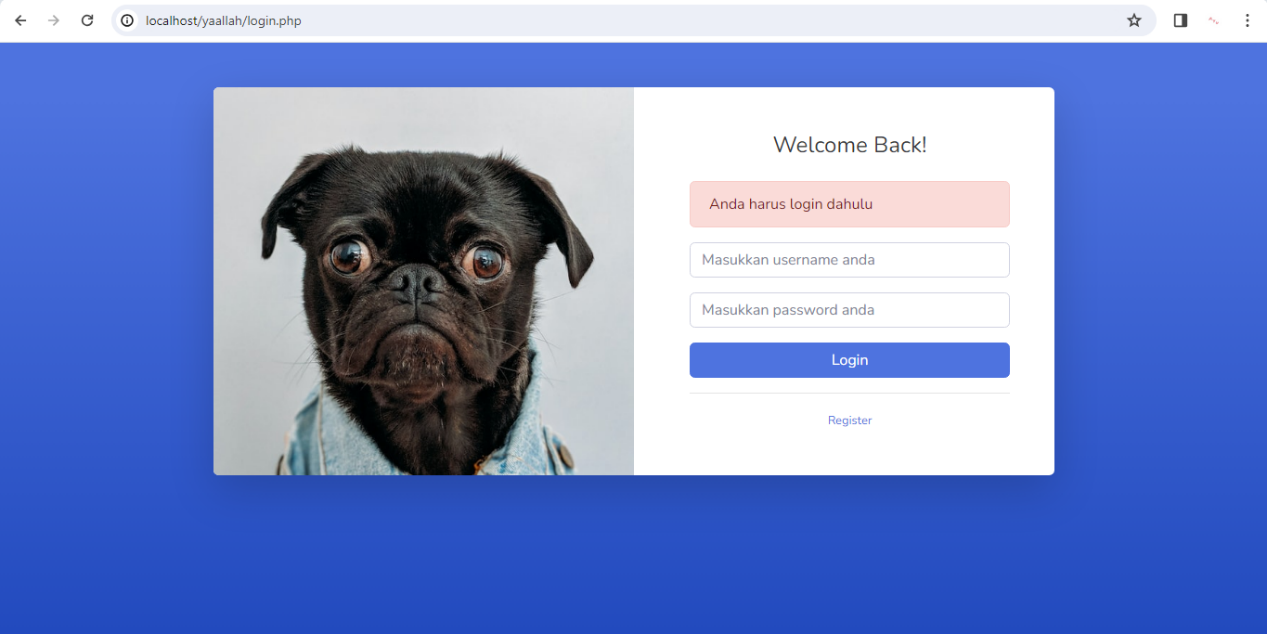 localhost/yaallah/login.php
Welcome Back!
Anda harus login dahulu
Masukkan username anda
Masukkan password anda
Login
Register